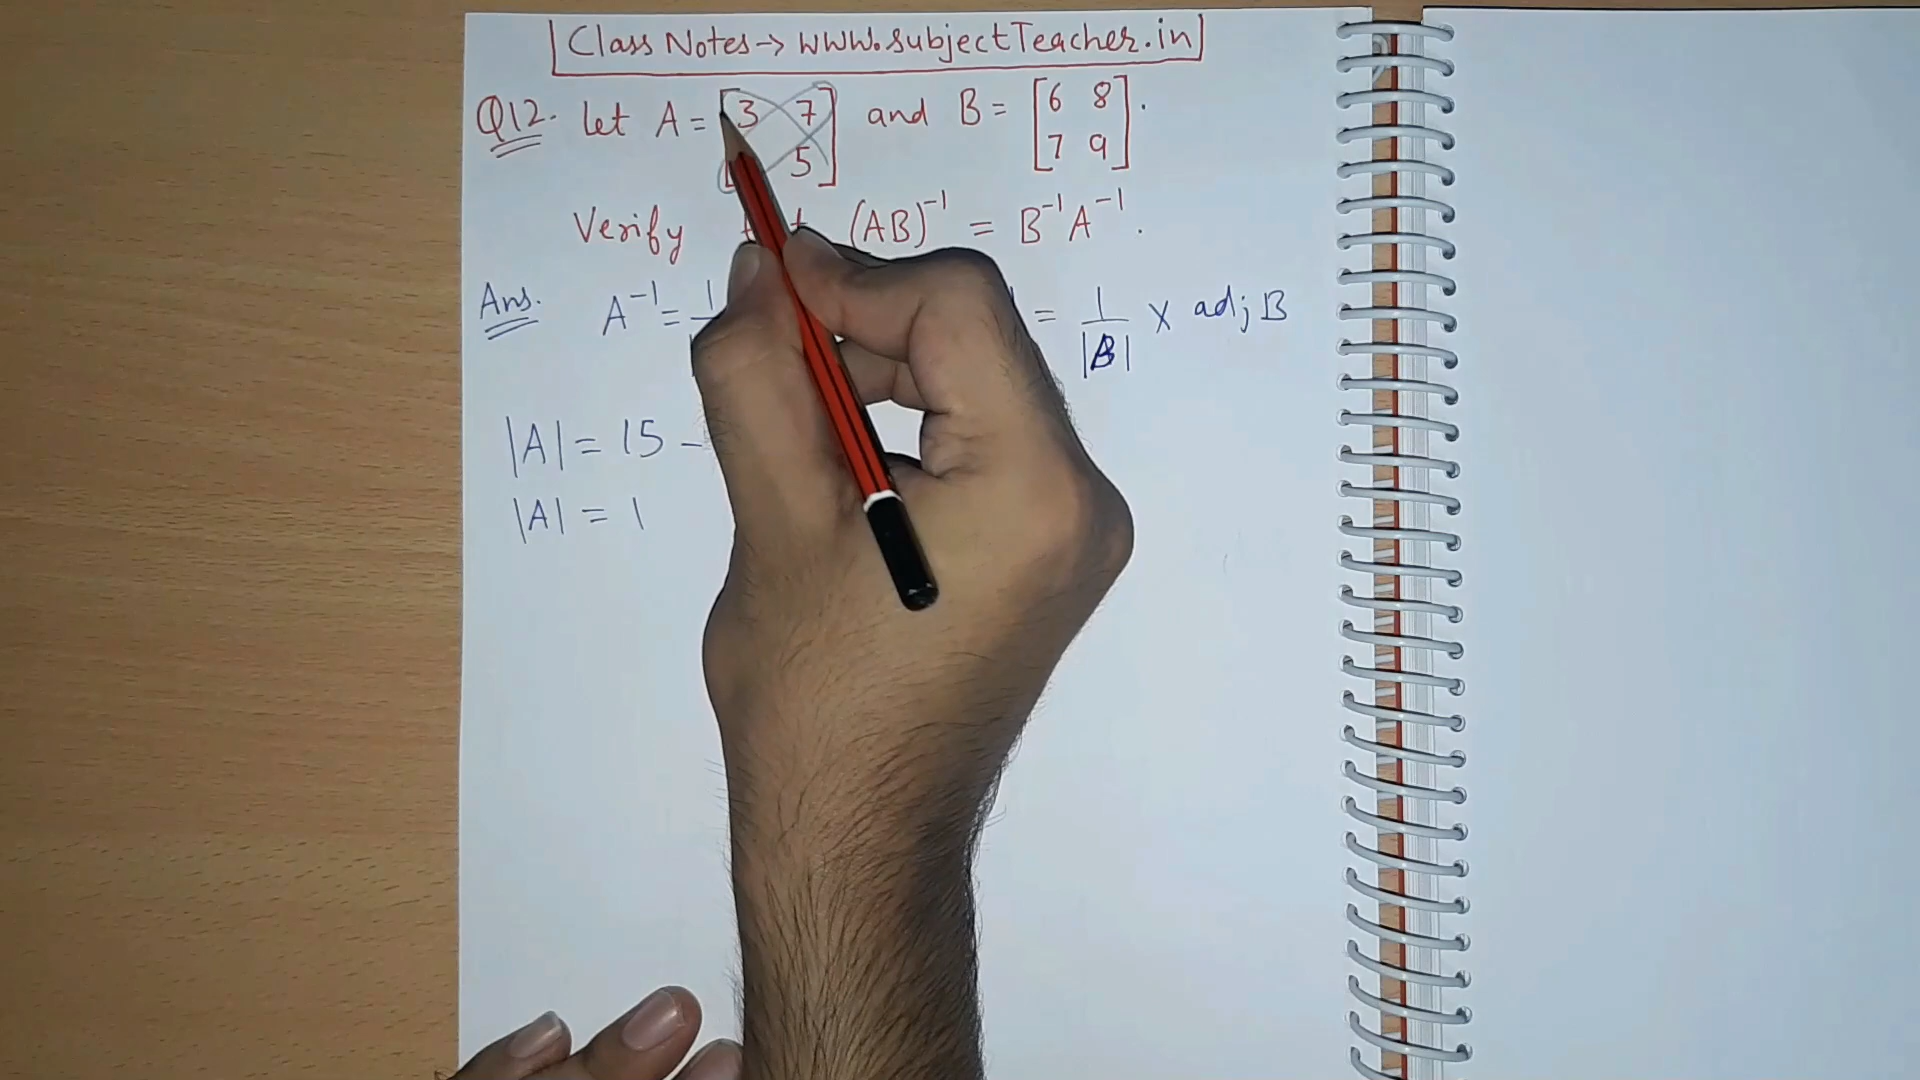 Class Notes → www.subjectTeacher.in
Q12. Let A = [3 7 5] and B = [6 8 7 9].
Verify (AB)⁻¹ = B⁻¹A⁻¹.
Ans. A⁻¹ = 1 = 1/|B| X adj B
|A| = 15 -
|A| = 1